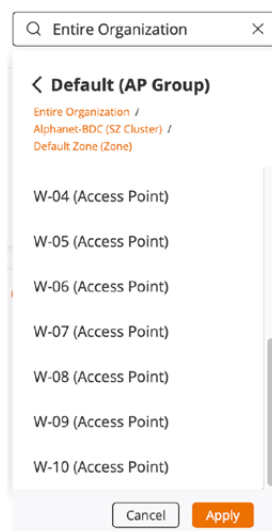 Entire Organization
Default (AP Group)
Entire Organization /
Alphanet-BDC (SZ Cluster) /
Default Zone (Zone)
W-04 (Access Point)
W-05 (Access Point)
W-06 (Access Point)
W-07 (Access Point)
W-08 (Access Point)
W-09 (Access Point)
W-10 (Access Point)
Cancel Apply